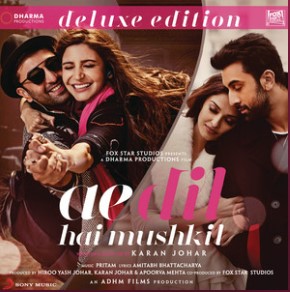 DHARMA
PRODUCTIONS
deluxe edition
FOX STAR STUDIOS PRESENTS
A DHARMA PRODUCTIONS FILM
ae dil
hai mushkil
KARAN JOHAR
MUSIC PRITAM LYRICS AMITABH BHATTACHARYA
PRODUCED BY HIROO YASH JOHAR, KARAN JOHAR & APOORVA MEHTA CO-PRODUCED BY FOX STAR STUDIOS
AN ADHM FILMS PRODUCTION
SONY MUSIC